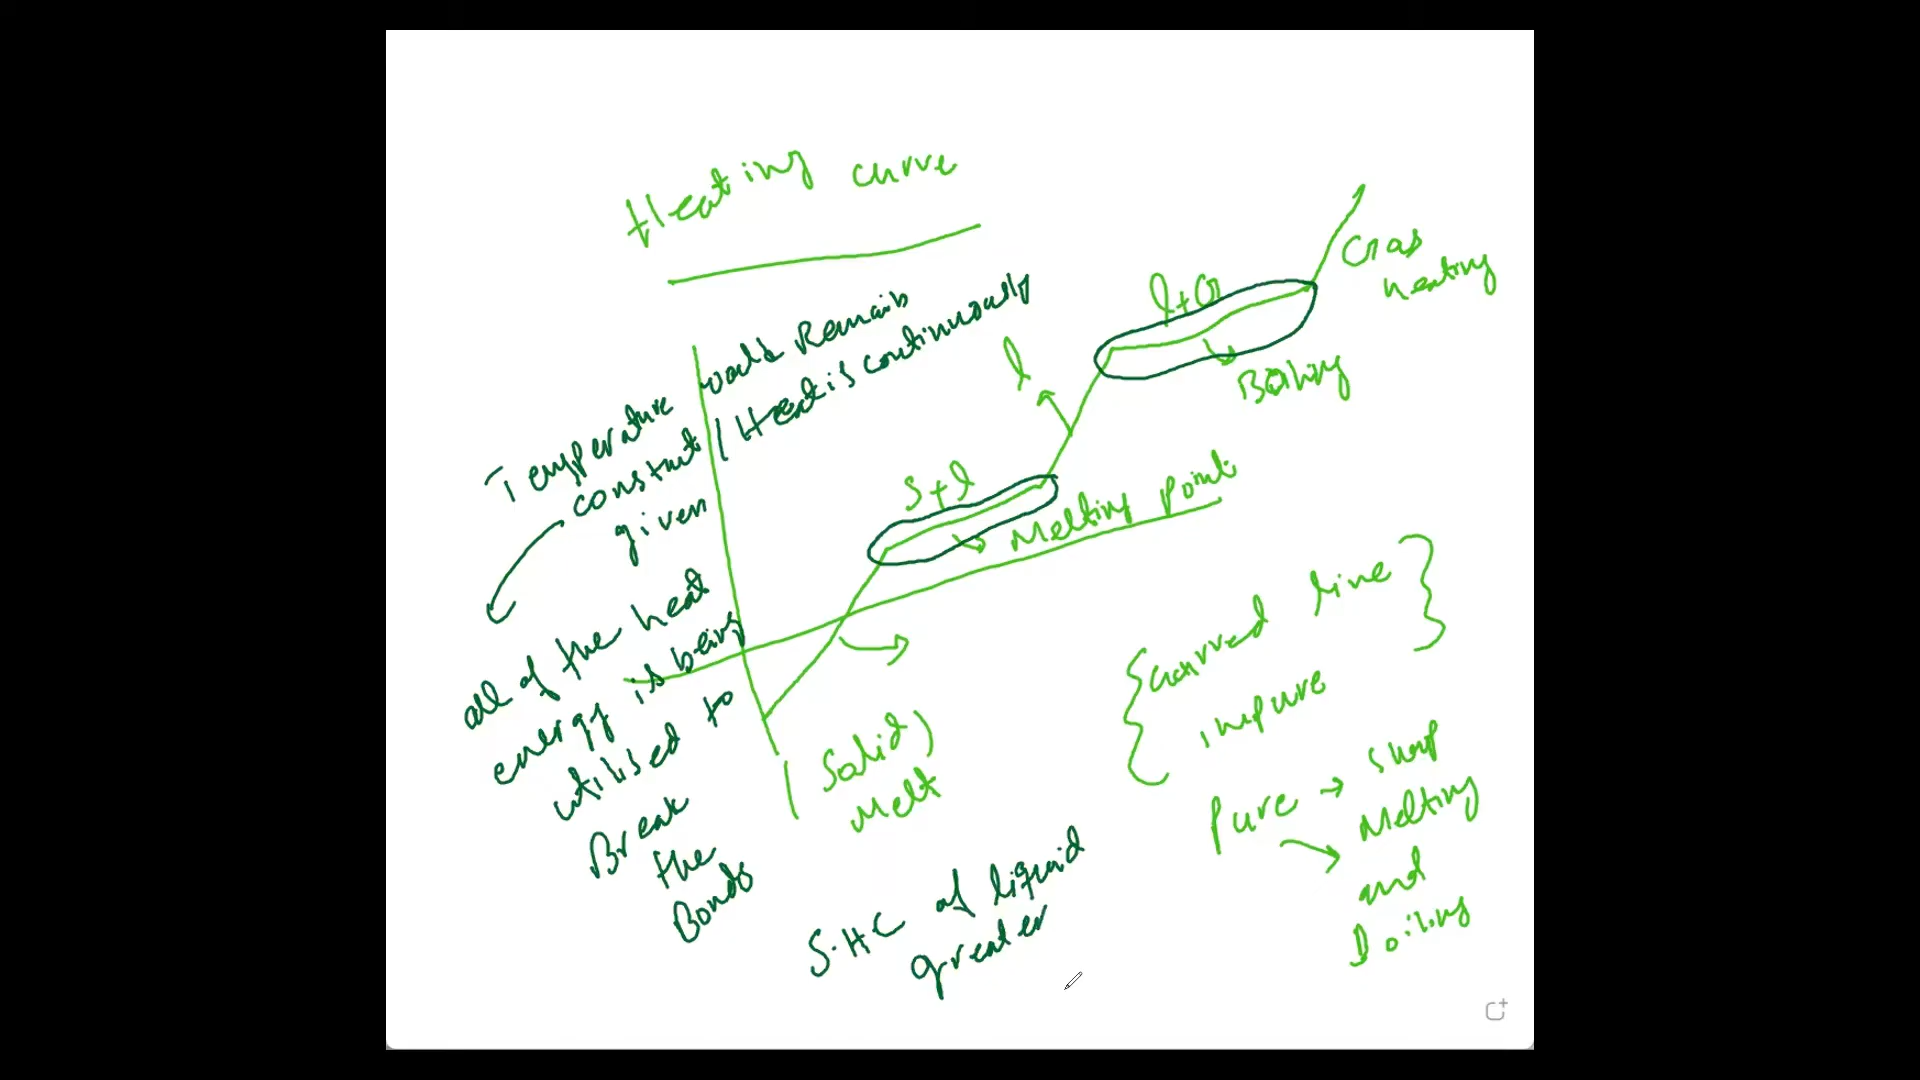 Heating curve
Temperature would Remain
constant / Heat is continuously
given
all of the heat
energy is being
utilised to
Break
the
Bonds
l+G
Gas
heating
Boiling
l
S+l
Melting point
Solid)
Melt
S.H.C of liquid
greater
{curved line}
impure
Pure → sharp
Melting
and
Boiling